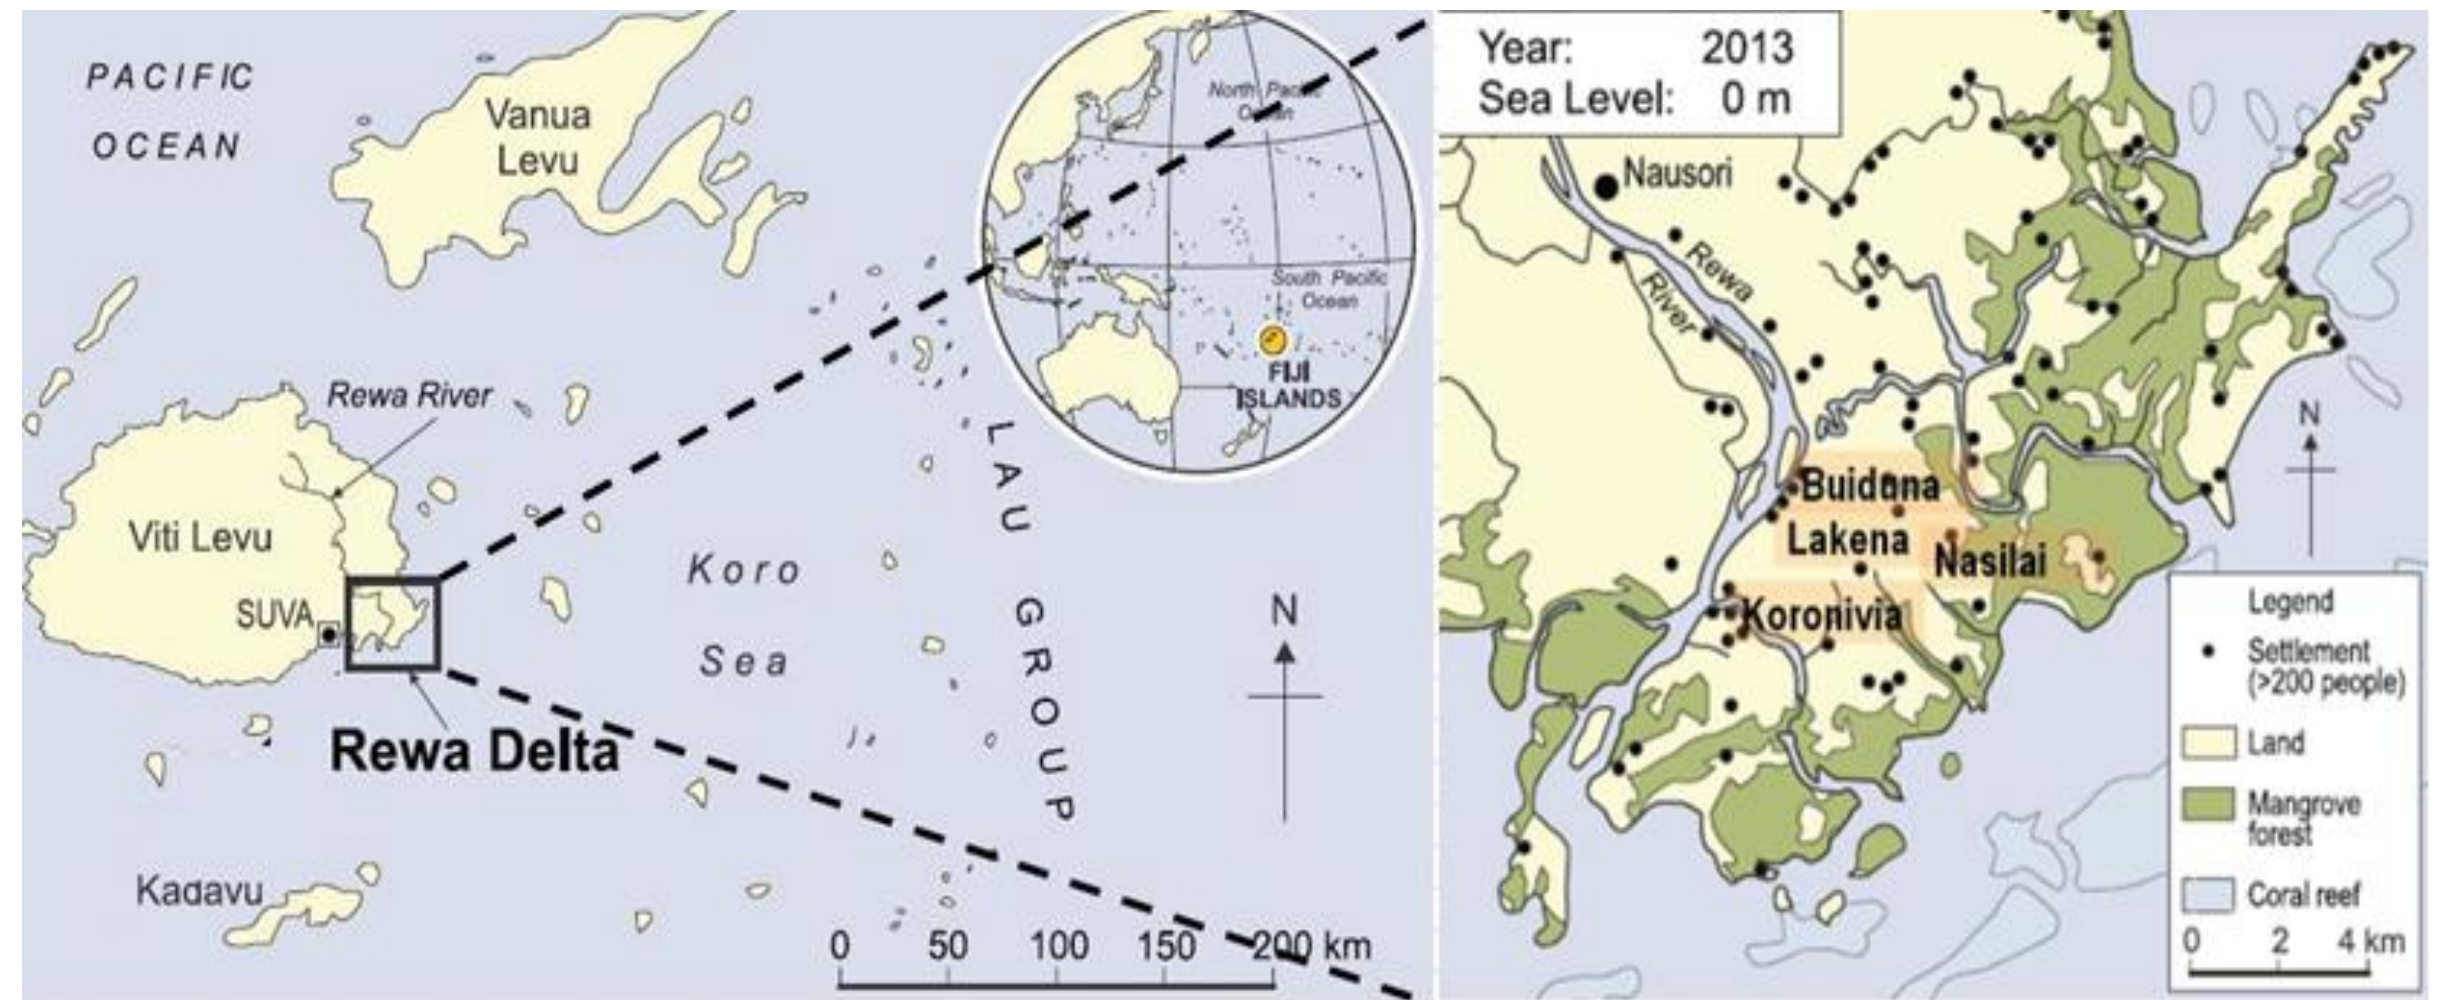 PACIFIC
OCEAN
Vanua
Levu
North Pacific
Ocean
South Pacific
Ocean
FIJI
ISLANDS
Rewa River
Viti Levu
SUVA
Koro
Sea
LAU GROUP
N
Rewa Delta
Kadavu
0 50 100 150 200 km
Year: 2013
Sea Level: 0 m
Nausori
Rewa
River
N
Buiduna
Lakena
Nasilai
Koronivia
Legend
Settlement
(>200 people)
Land
Mangrove
forest
Coral reef
0 2 4 km